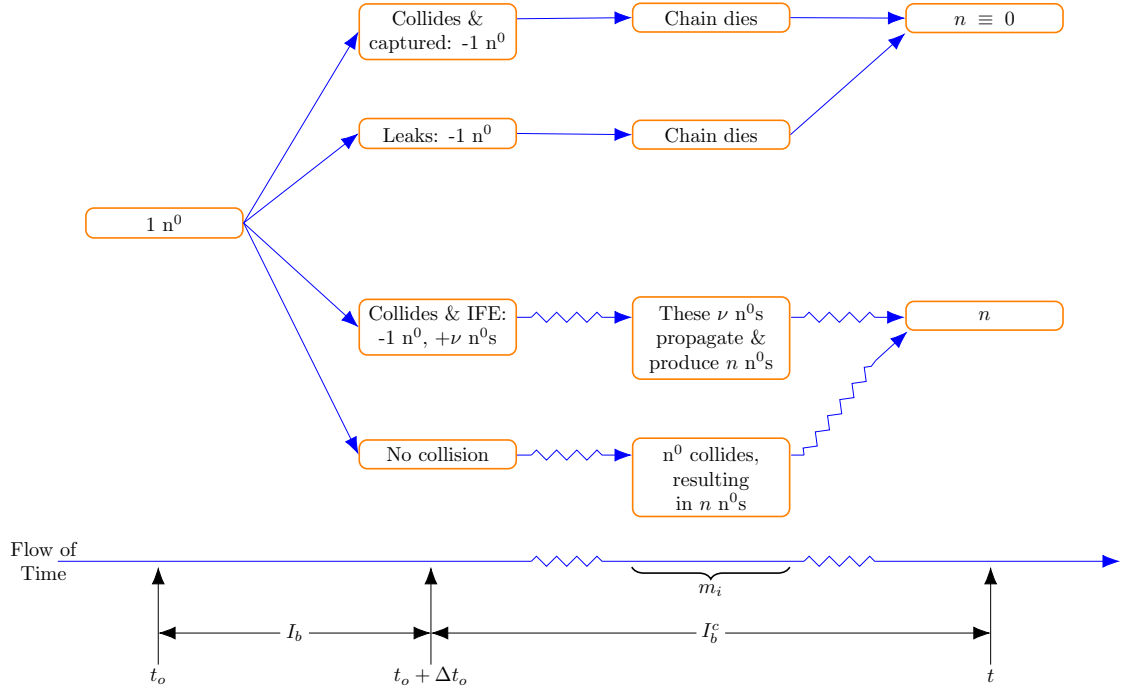 Collides &
captured: -1 n⁰
Chain dies
n ≡ 0
Leaks: -1 n⁰
Chain dies
1 n⁰
Collides & IFE:
-1 n⁰, +ν n⁰s
These ν n⁰s
propagate &
produce n n⁰s
n
No collision
n⁰ collides,
resulting
in n n⁰s
Flow of
Time
mᵢ
I_b
I_b^c
t_o
t_o + Δt_o
t